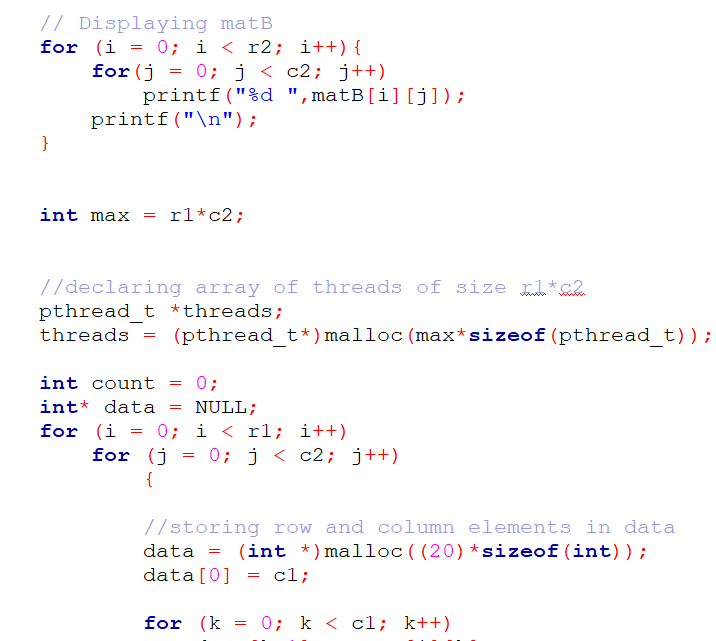 // Displaying matB
for (i = 0; i < r2; i++){
for(j = 0; j < c2; j++)
printf("%d ",matB[i][j]);
printf("\n");
}
int max = r1*c2;
//declaring array of threads of size r1*c2
pthread_t *threads;
threads = (pthread_t*)malloc(max*sizeof(pthread_t));
int count = 0;
int* data = NULL;
for (i = 0; i < r1; i++)
for (j = 0; j < c2; j++)
{
//storing row and column elements in data
data = (int *)malloc((20)*sizeof(int));
data[0] = c1;
for (k = 0; k < c1; k++)